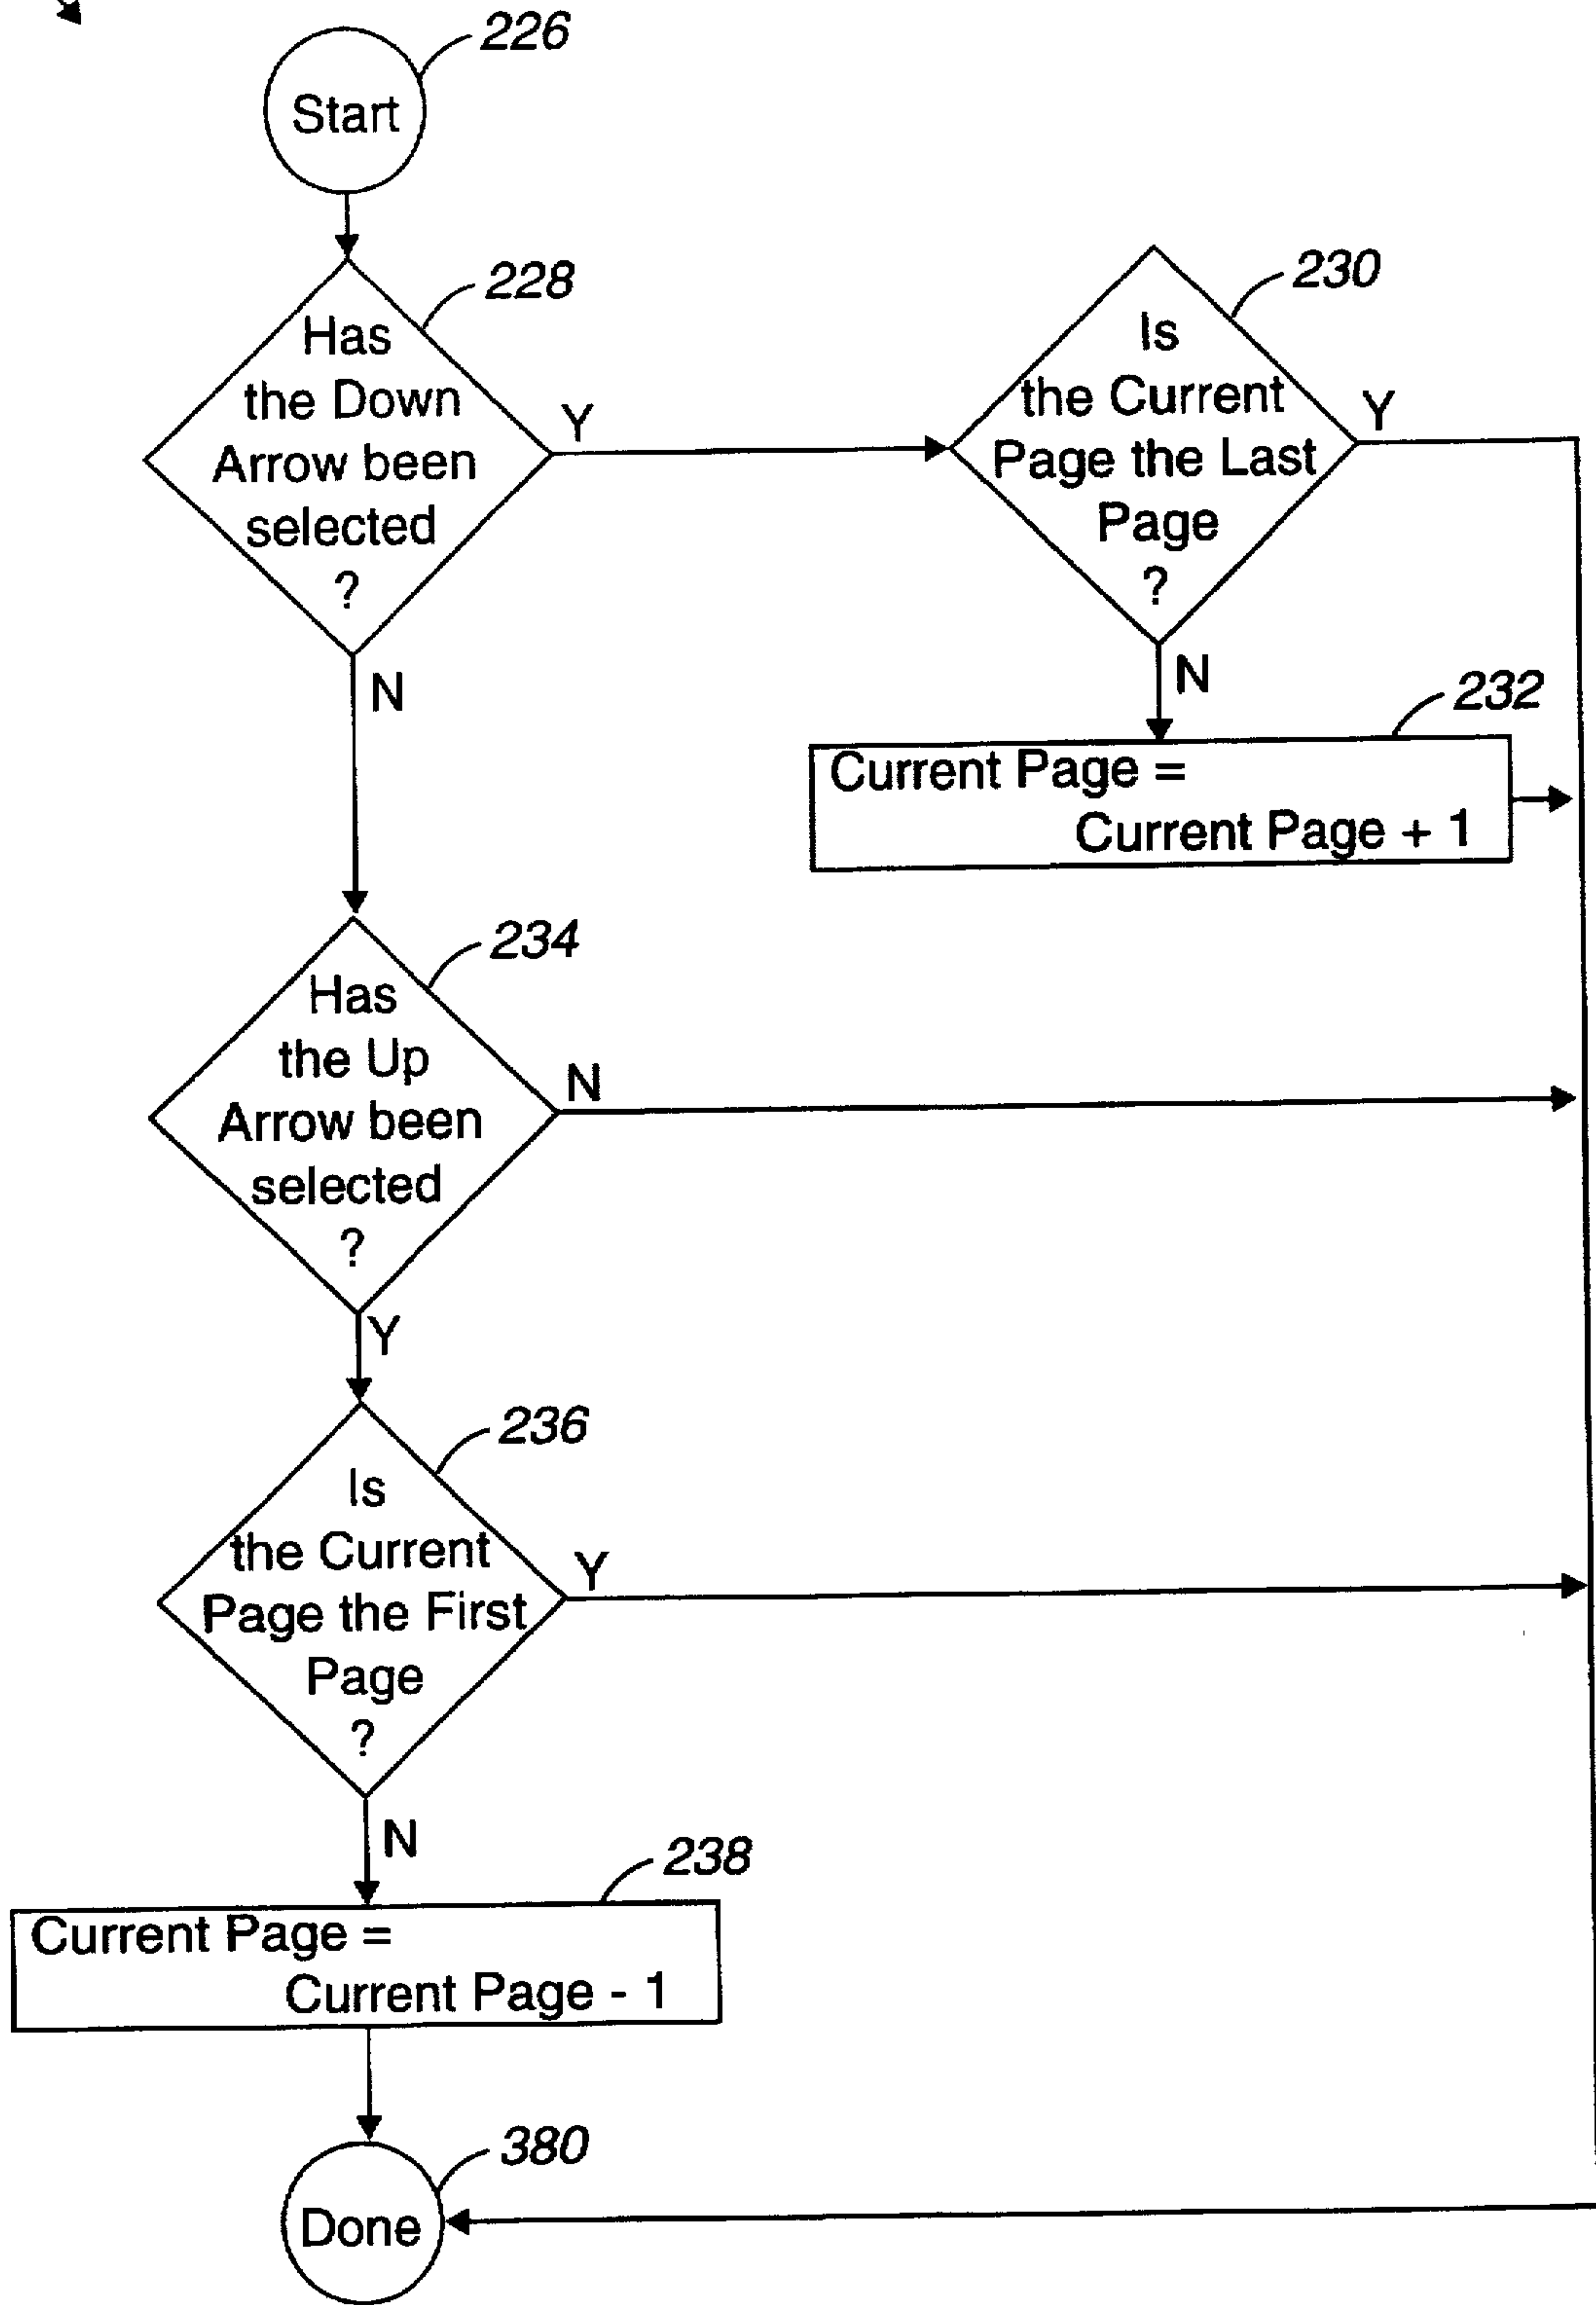 226
Start
228
Has
the Down
Arrow been
selected
?
Y
N
230
Is
the Current
Page the Last
Page
?
Y
N
232
Current Page =
Current Page + 1
234
Has
the Up
Arrow been
selected
?
N
Y
236
Is
the Current
Page the First
Page
?
Y
N
238
Current Page =
Current Page - 1
380
Done